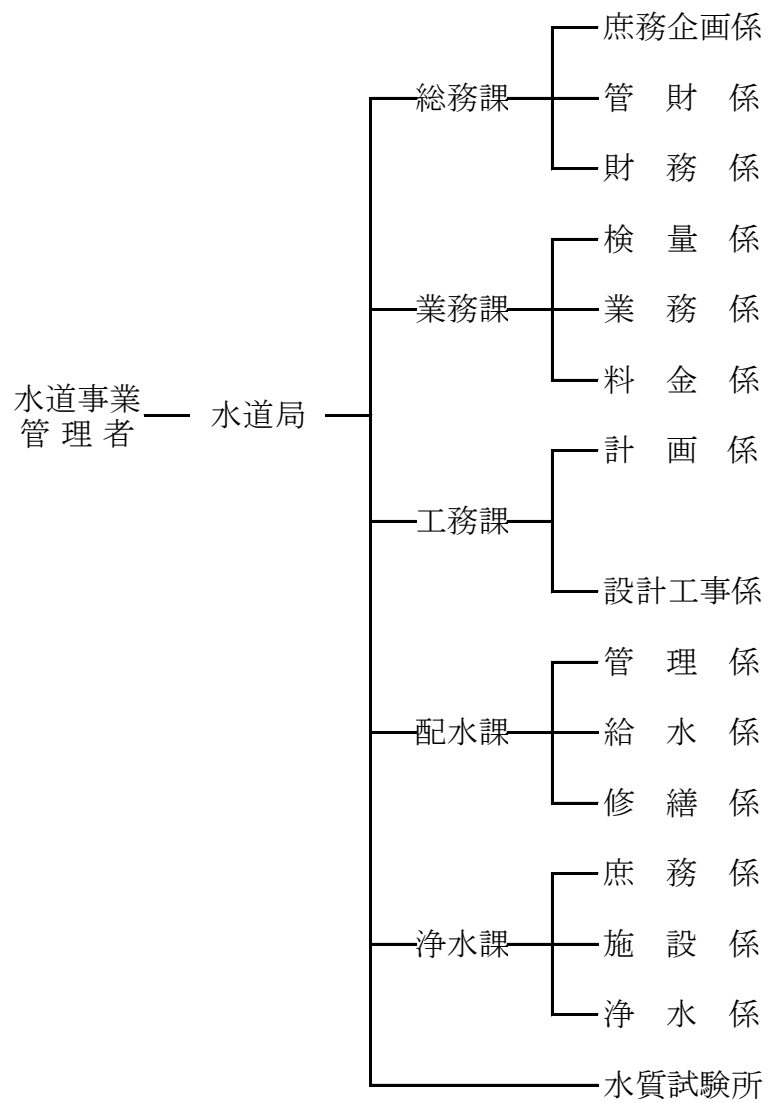 水道事業
管理者
水道局
総務課
庶務企画係
管財係
財務係
業務課
検量係
業務係
料金係
工務課
計画係
設計工事係
配水課
管理係
給水係
修繕係
浄水課
庶務係
施設係
浄水係
水質試験所